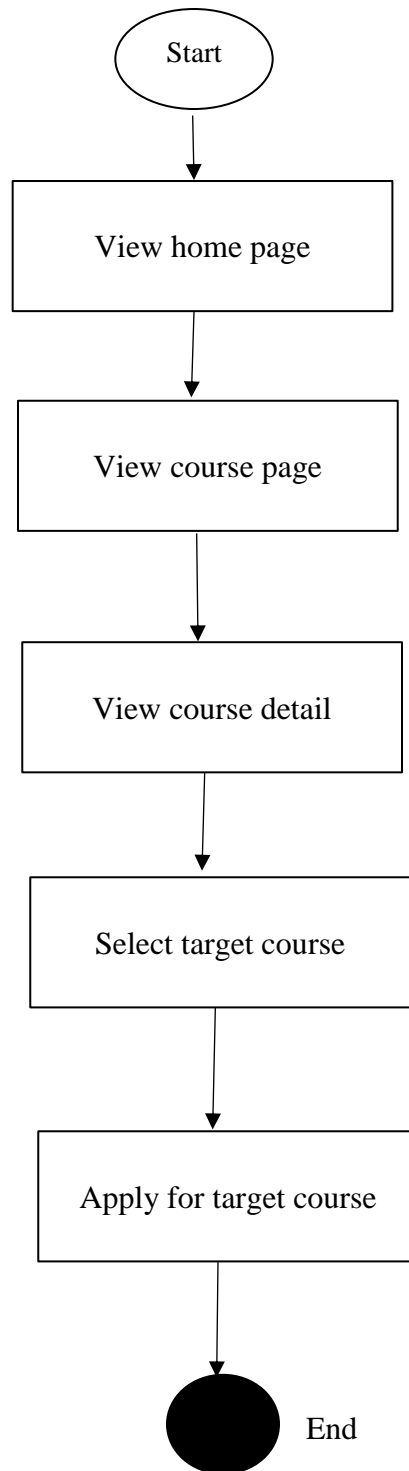 Start
View home page
View course page
View course detail
Select target course
Apply for target course
End